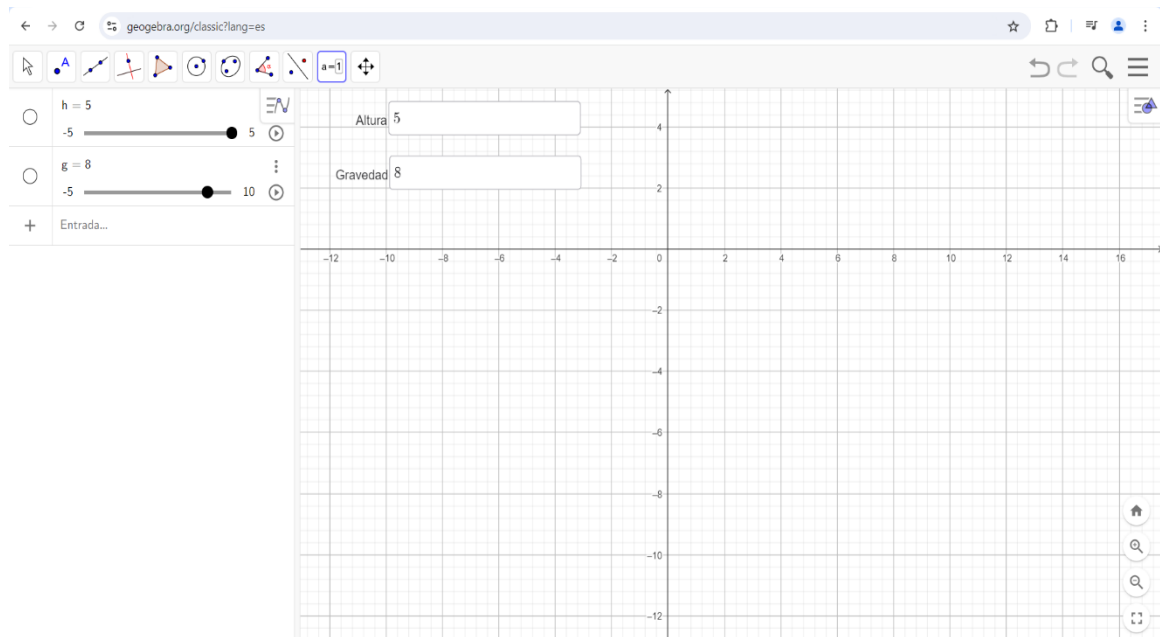 geogebra.org/classic?lang=es
A
α
a=1
h = 5
-5 5
g = 8
-5 10
+ Entrada...
Altura 5
Gravedad 8
4
2
−12 −10 −8 −6 −4 −2 0 2 4 6 8 10 12 14 16
−2
−4
−6
−8
−10
−12